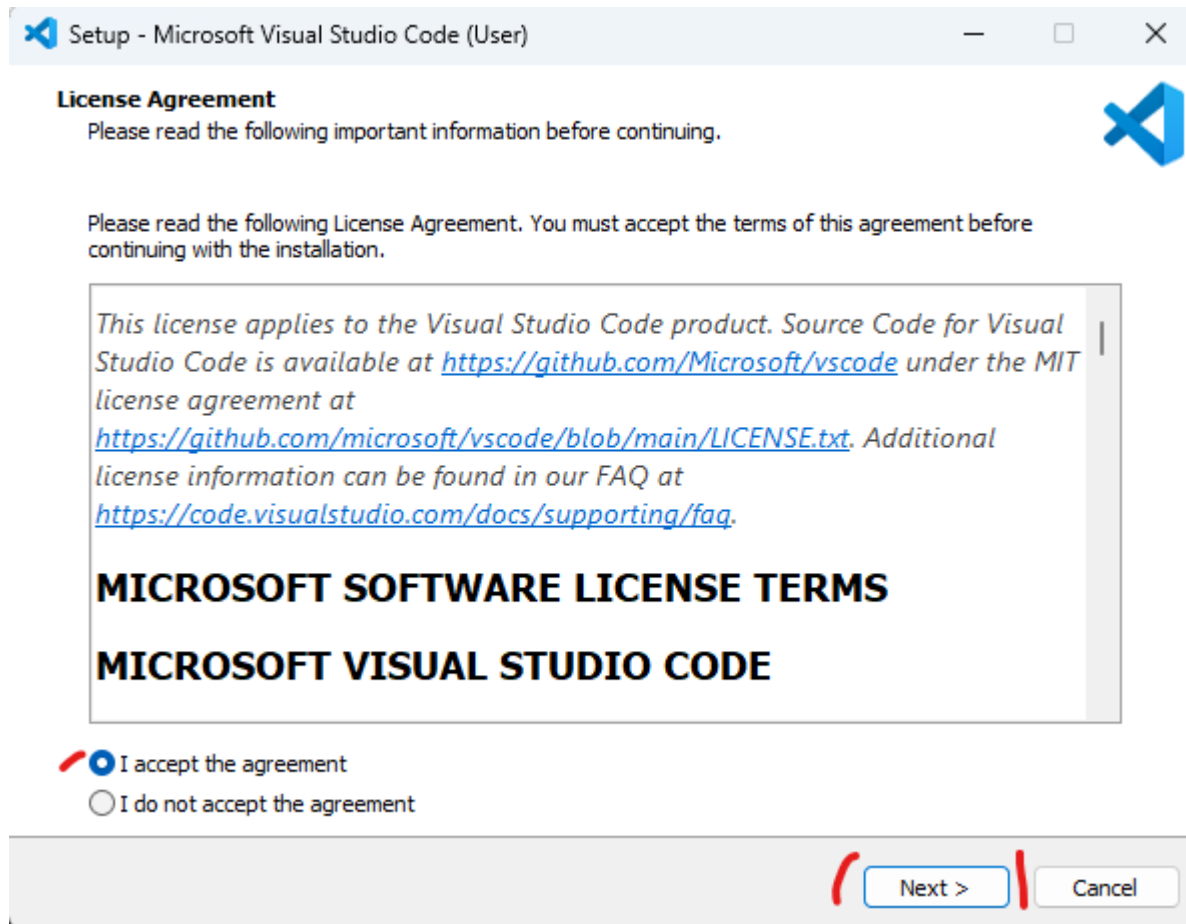 Setup - Microsoft Visual Studio Code (User)
License Agreement
Please read the following important information before continuing.
Please read the following License Agreement. You must accept the terms of this agreement before
continuing with the installation.
This license applies to the Visual Studio Code product. Source Code for Visual
Studio Code is available at https://github.com/Microsoft/vscode under the MIT
license agreement at
https://github.com/microsoft/vscode/blob/main/LICENSE.txt. Additional
license information can be found in our FAQ at
https://code.visualstudio.com/docs/supporting/faq.
MICROSOFT SOFTWARE LICENSE TERMS
MICROSOFT VISUAL STUDIO CODE
I accept the agreement
I do not accept the agreement
Next >
Cancel